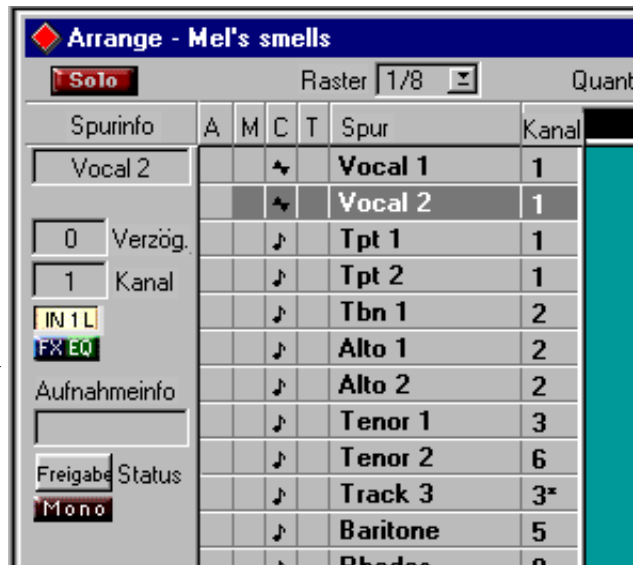 Arrange - Mel's smells
Solo Raster 1/8 Quant
Spurinfo A M C T Spur Kanal
Vocal 2
0 Verzög.
1 Kanal
IN 1 L
FX EQ
Aufnahmeinfo
Freigabe Status
Mono
Vocal 1 1
Vocal 2 1
Tpt 1 1
Tpt 2 1
Tbn 1 2
Alto 1 2
Alto 2 2
Tenor 1 3
Tenor 2 6
Track 3 3*
Baritone 5
Rhodes